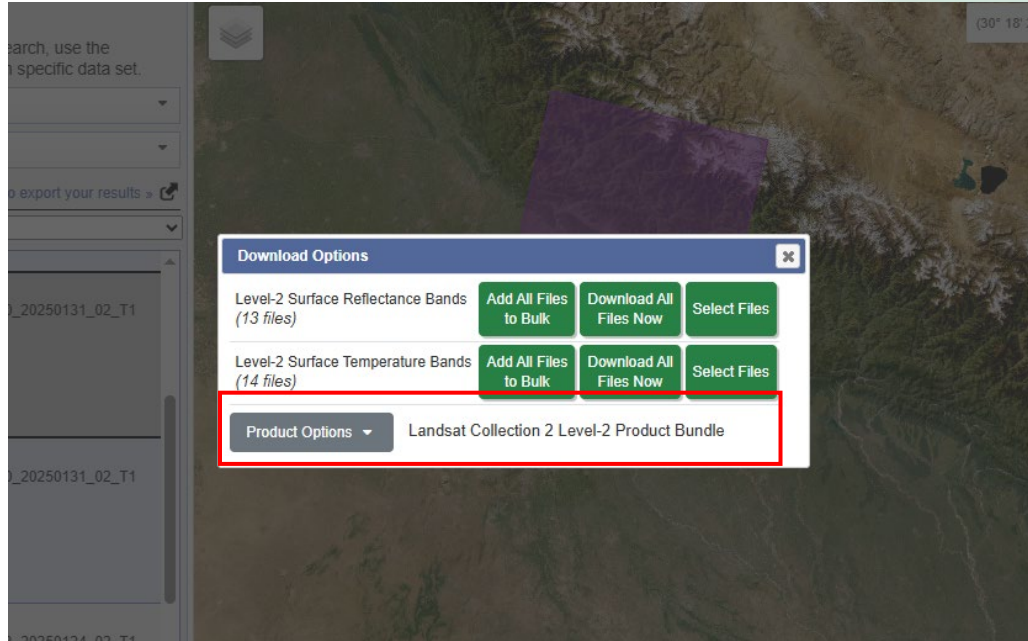 (30° 18'
earch, use the
specific data set.
o export your results »
Download Options
Level-2 Surface Reflectance Bands
(13 files)
Add All Files
to Bulk
Download All
Files Now
Select Files
_20250131_02_T1
Level-2 Surface Temperature Bands
(14 files)
Add All Files
to Bulk
Download All
Files Now
Select Files
Product Options
Landsat Collection 2 Level-2 Product Bundle
_20250131_02_T1